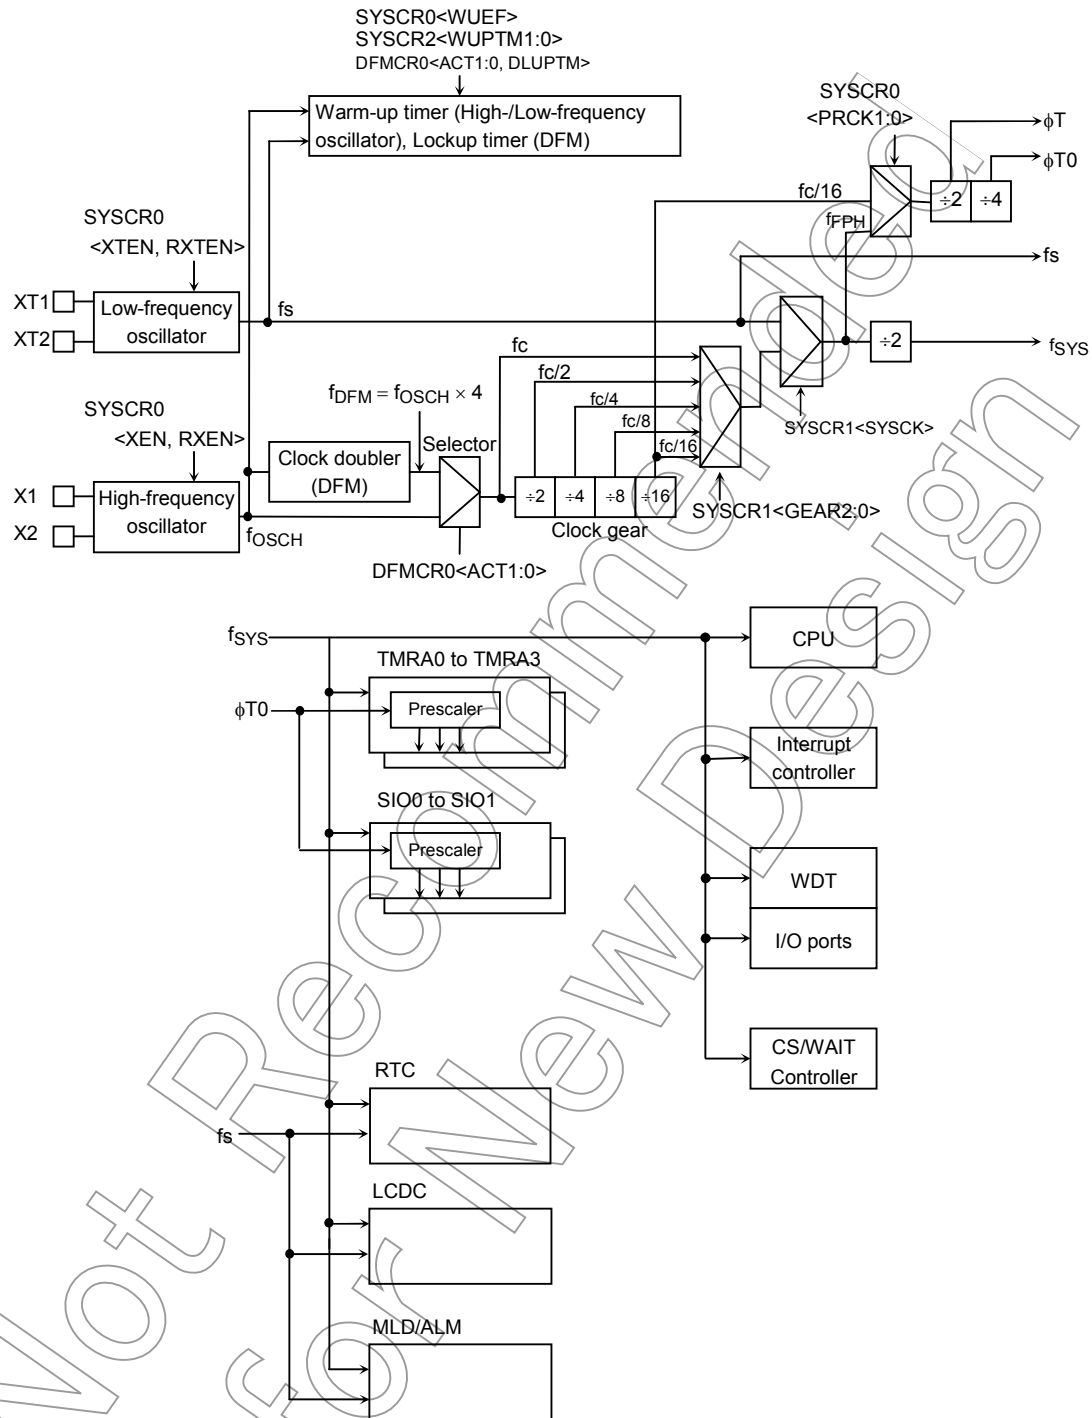 SYSCR0<WUEF>
SYSCR2<WUPTM1:0>
DFMCR0<ACT1:0, DLUPTM>
Warm-up timer (High-/Low-frequency
oscillator), Lockup timer (DFM)
SYSCR0
<PRCK1:0>
ϕT
ϕT0
fc/16
÷2
÷4
fFPH
SYSCR0
<XTEN, RXTEN>
fs
XT1
XT2
Low-frequency
oscillator
fs
÷2
fSYS
fc
fc/2
fc/4
fc/8
fc/16
fDFM = fOSCH × 4
SYSCR1<SYSCK>
SYSCR0
<XEN, RXEN>
Selector
Clock doubler
(DFM)
X1
X2
High-frequency
oscillator
÷2
÷4
÷8
÷16
SYSCR1<GEAR2:0>
Clock gear
fOSCH
DFMCR0<ACT1:0>
fSYS
CPU
TMRA0 to TMRA3
ϕT0
Prescaler
Interrupt
controller
SIO0 to SIO1
Prescaler
WDT
I/O ports
CS/WAIT
Controller
RTC
fs
LCDC
MLD/ALM
Not Recommended
for New Design